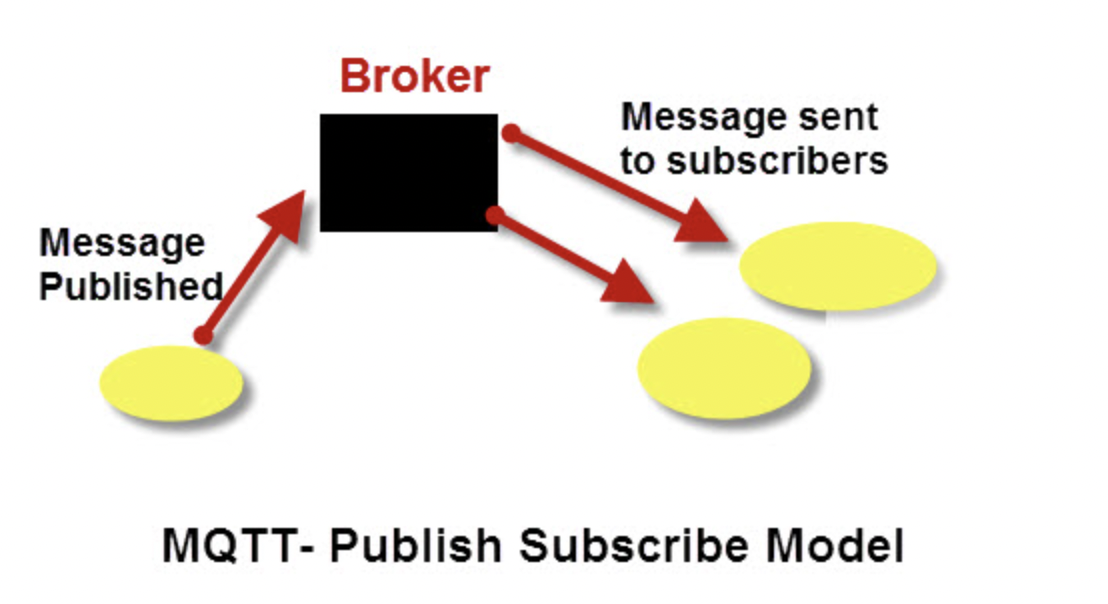 Broker
Message sent
to subscribers
Message
Published
MQTT- Publish Subscribe Model